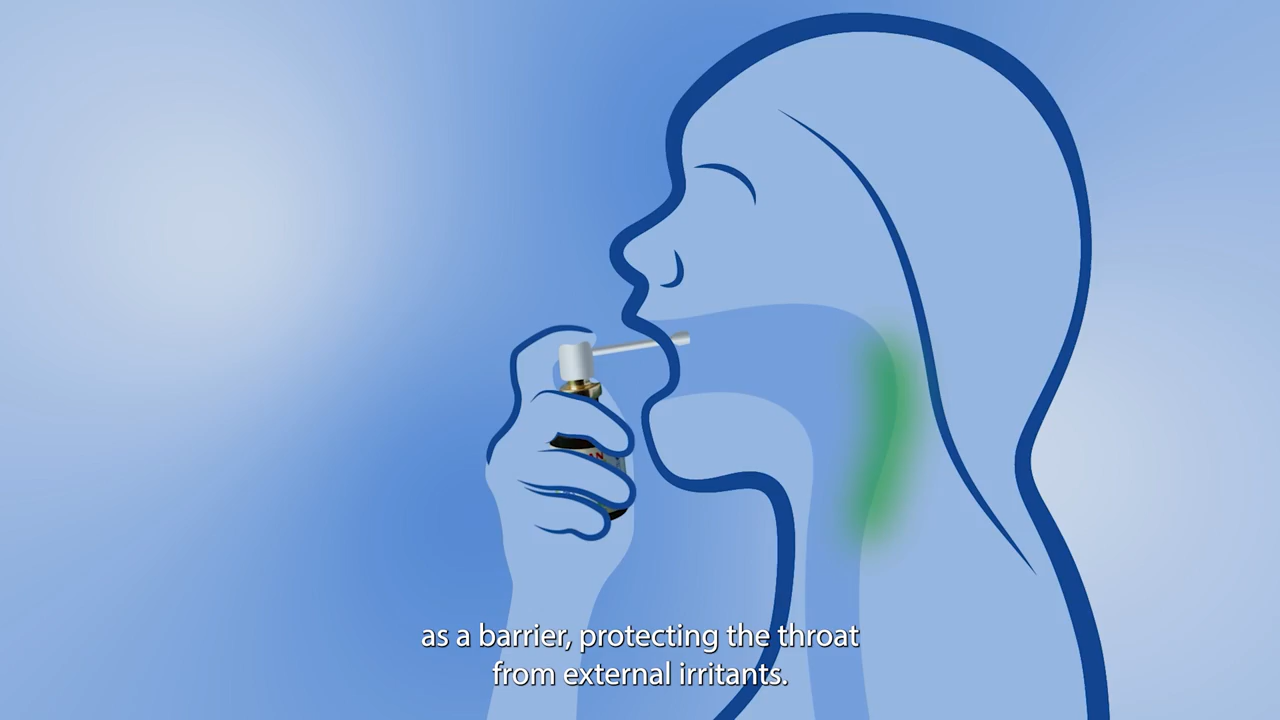 as a barrier, protecting the throat
from external irritants.